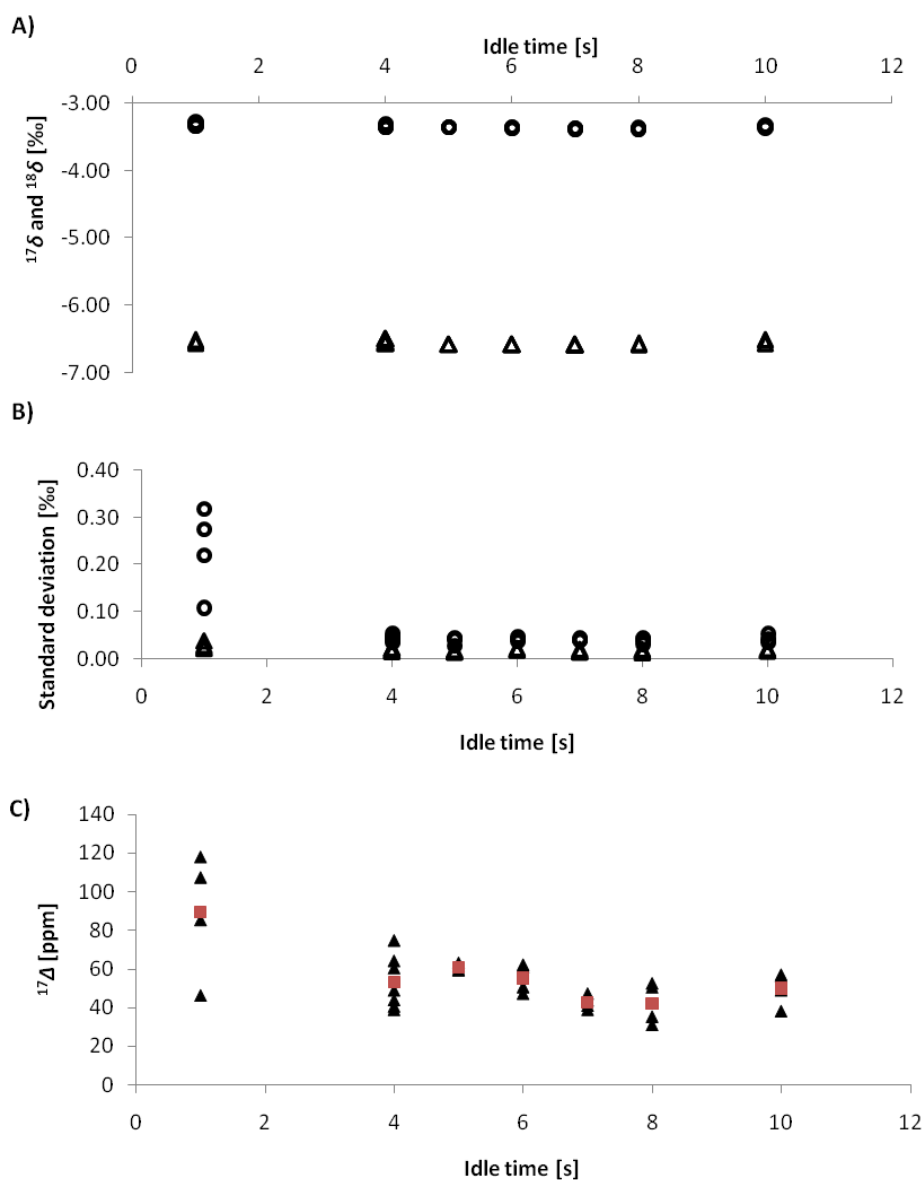 A)
Idle time [s]
0 2 4 6 8 10 12
-3.00
-4.00
-5.00
-6.00
-7.00
¹⁷δ and ¹⁸δ [‰]
B)
0.40
0.30
0.20
0.10
0.00
Standard deviation [‰]
0 2 4 6 8 10 12
Idle time [s]
C)
140
120
100
80
60
40
20
0
¹⁷Δ [ppm]
0 2 4 6 8 10 12
Idle time [s]